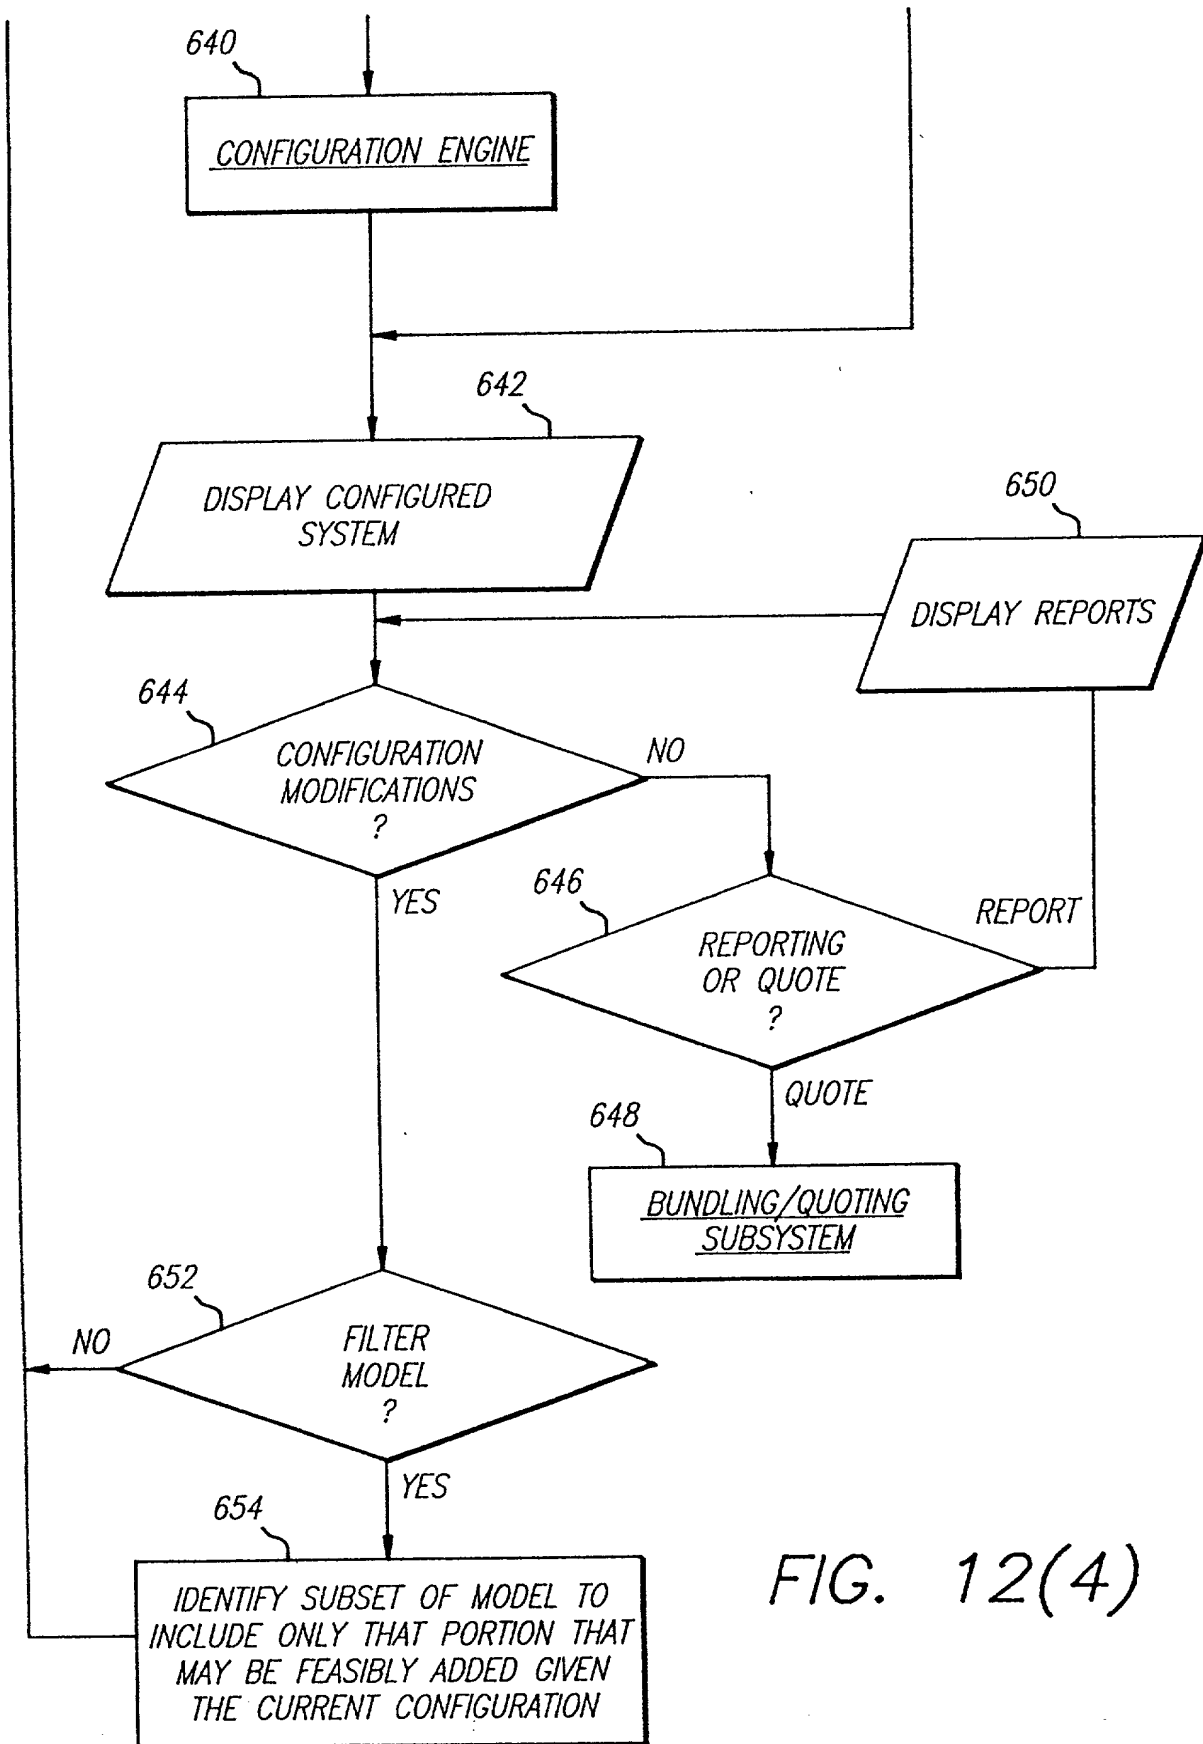 640
CONFIGURATION ENGINE
642
DISPLAY CONFIGURED
SYSTEM
650
DISPLAY REPORTS
644
CONFIGURATION
MODIFICATIONS
?
NO
YES
646
REPORTING
OR QUOTE
?
REPORT
QUOTE
648
BUNDLING/QUOTING
SUBSYSTEM
652
FILTER
MODEL
?
NO
YES
654
IDENTIFY SUBSET OF MODEL TO
INCLUDE ONLY THAT PORTION THAT
MAY BE FEASIBLY ADDED GIVEN
THE CURRENT CONFIGURATION
FIG. 12(4)